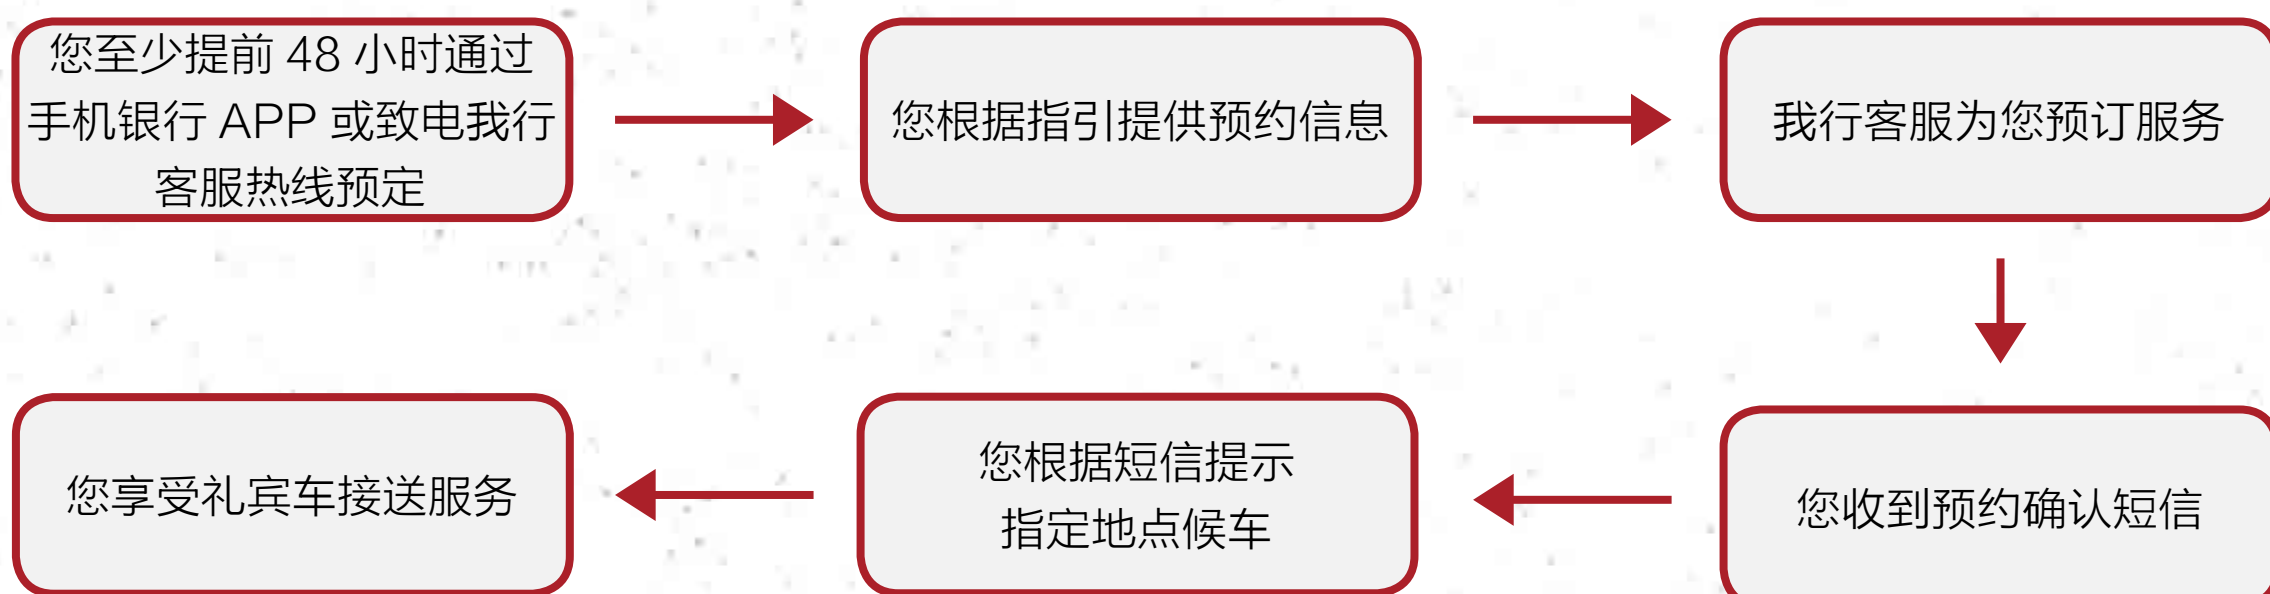 您至少提前 48 小时通过
手机银行 APP 或致电我行
客服热线预定
您根据指引提供预约信息
我行客服为您预订服务
您收到预约确认短信
您根据短信提示
指定地点候车
您享受礼宾车接送服务